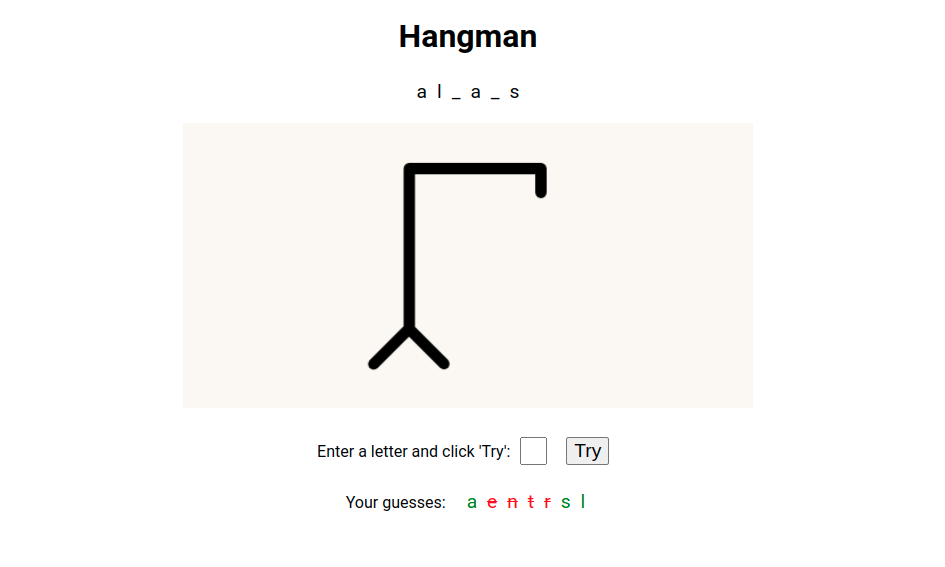 Hangman
a l _ a _ s
Enter a letter and click 'Try': Try
Your guesses: a e n t r s l